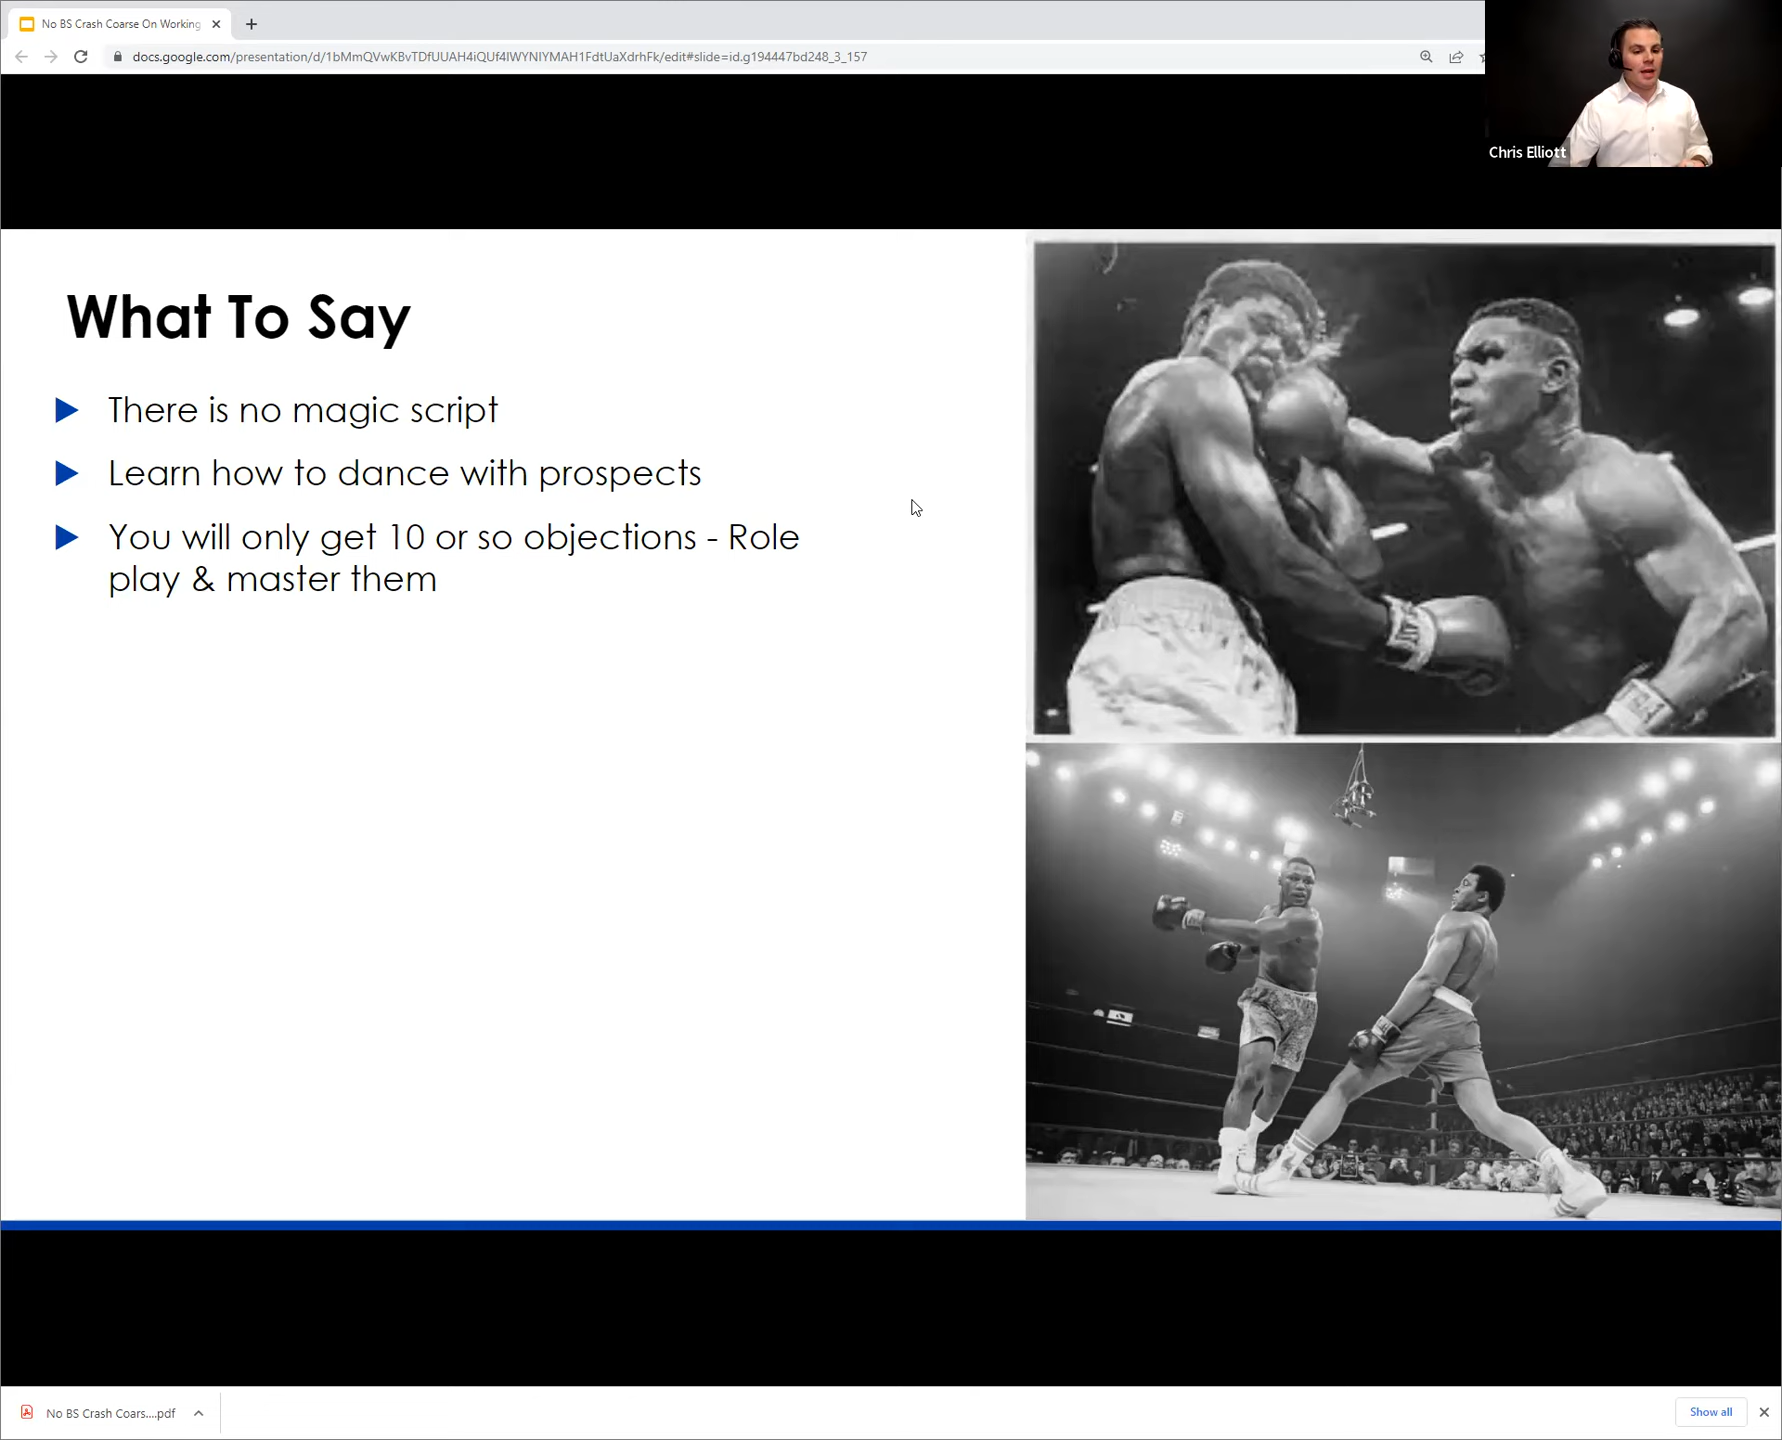 No BS Crash Coarse On Working
docs.google.com/presentation/d/1bMmQVwKBvTDfUUAH4iQUf4IWYNIYMAH1FdtUaXdrhFk/edit#slide=id.g194447bd248_3_157
Chris Elliott
What To Say
There is no magic script
Learn how to dance with prospects
You will only get 10 or so objections - Role
play & master them
No BS Crash Coars....pdf
Show all